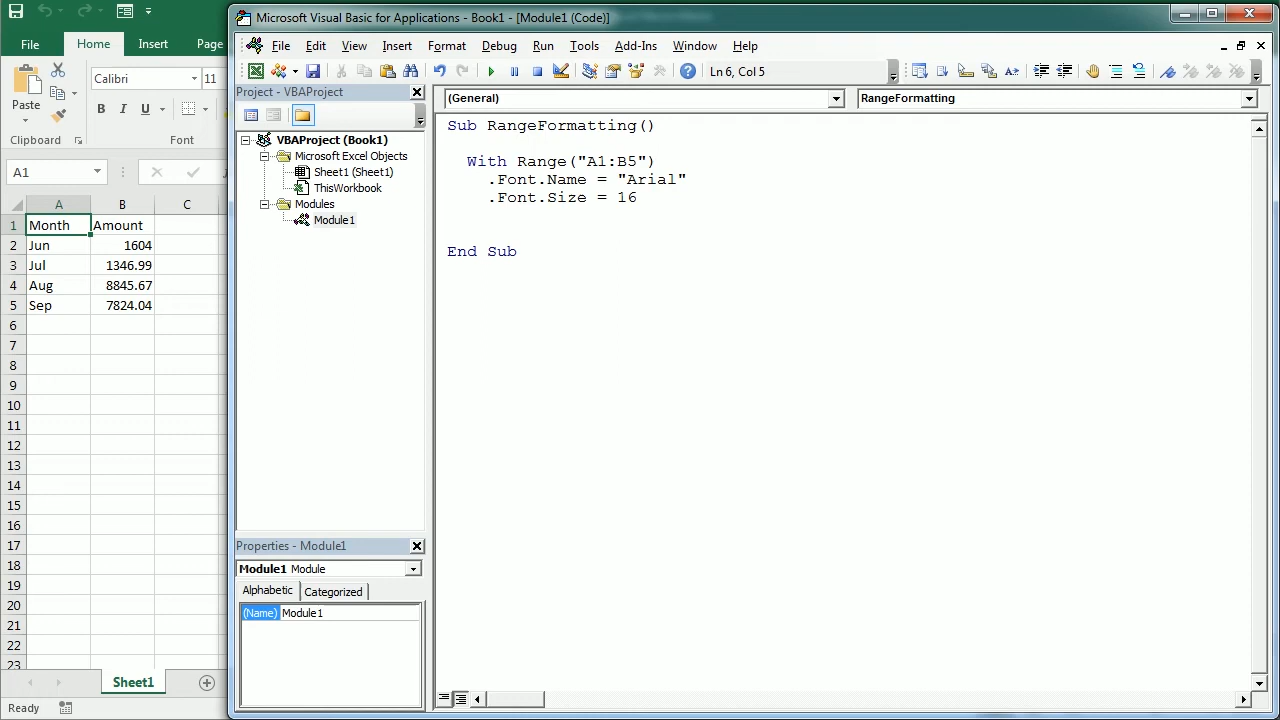 Microsoft Visual Basic for Applications - Book1 - [Module1 (Code)]
File Home Insert Page
File Edit View Insert Format Debug Run Tools Add-Ins Window Help
Paste
Calibri 11
B I U
Clipboard Font
Ln 6, Col 5
Project - VBAProject
(General) RangeFormatting
VBAProject (Book1)
Microsoft Excel Objects
Sheet1 (Sheet1)
ThisWorkbook
Modules
Module1
Sub RangeFormatting()
With Range("A1:B5")
.Font.Name = "Arial"
.Font.Size = 16
End Sub
A1
A B C
1 Month Amount
2 Jun 1604
3 Jul 1346.99
4 Aug 8845.67
5 Sep 7824.04
6
7
8
9
10
11
12
13
14
15
16
17
18
19
20
21
22
23
Properties - Module1
Module1 Module
Alphabetic Categorized
(Name) Module1
Sheet1
Ready